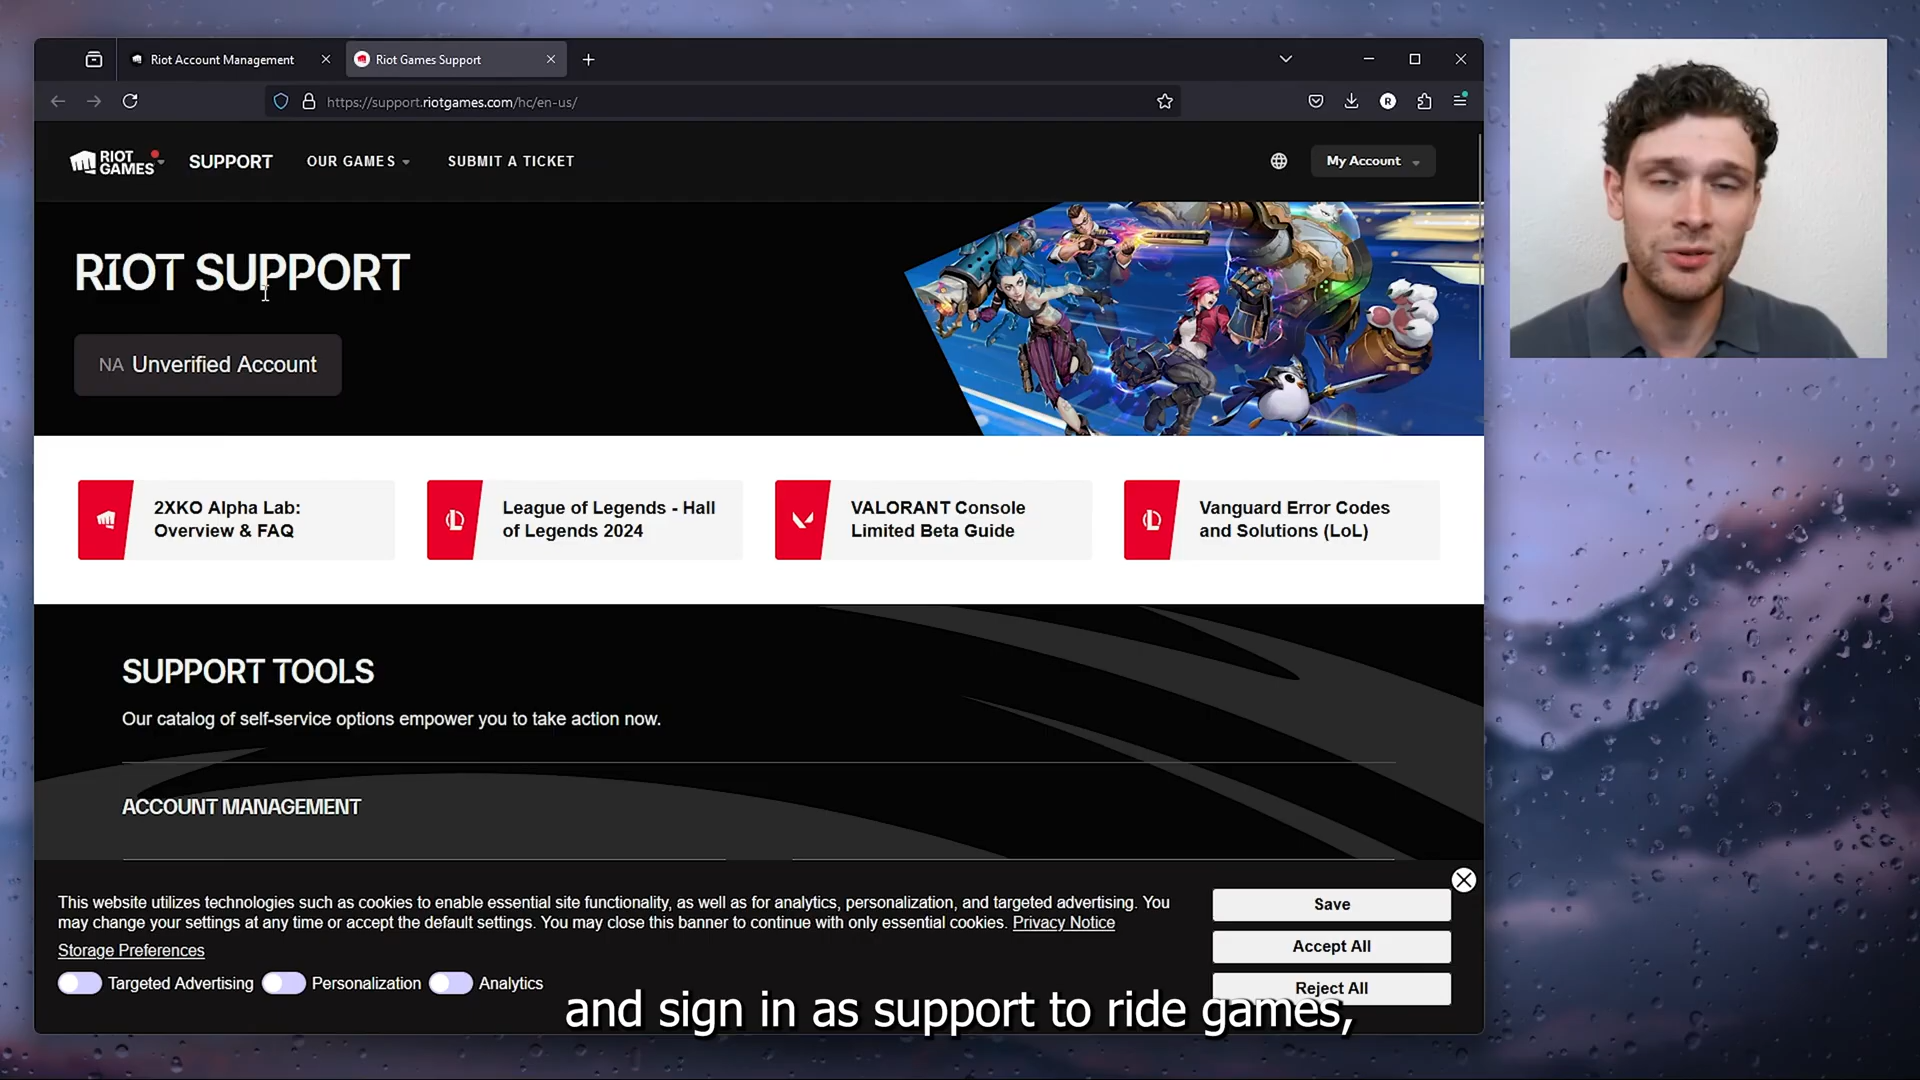 Riot Account Management
Riot Games Support
https://support.riotgames.com/hc/en-us/
R
RIOT GAMES
SUPPORT
OUR GAMES
SUBMIT A TICKET
My Account
RIOT SUPPORT
NA Unverified Account
2XKO Alpha Lab:
Overview & FAQ
League of Legends - Hall
of Legends 2024
VALORANT Console
Limited Beta Guide
Vanguard Error Codes
and Solutions (LoL)
SUPPORT TOOLS
Our catalog of self-service options empower you to take action now.
ACCOUNT MANAGEMENT
This website utilizes technologies such as cookies to enable essential site functionality, as well as for analytics, personalization, and targeted advertising. You
may change your settings at any time or accept the default settings. You may close this banner to continue with only essential cookies. Privacy Notice
Storage Preferences
Targeted Advertising
Personalization
Analytics
Save
Accept All
Reject All
and sign in as support to ride games,